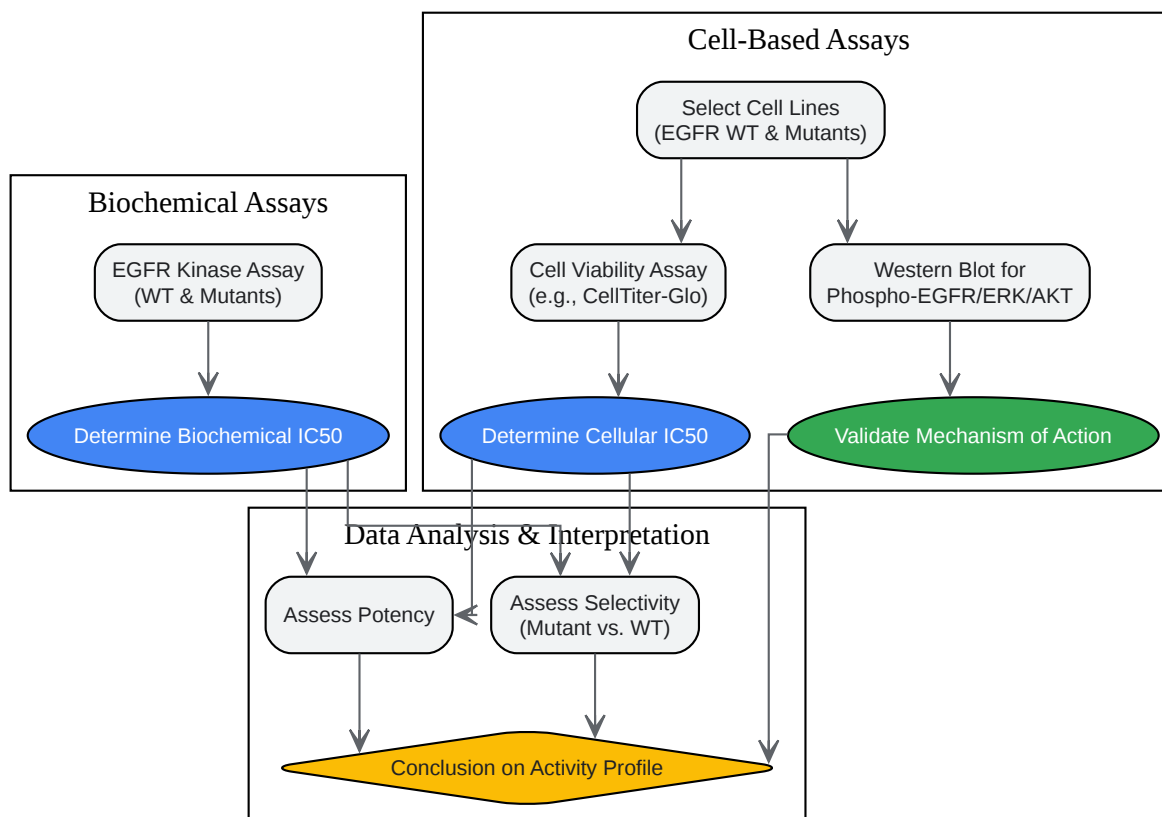 Cell-Based Assays
Select Cell Lines
(EGFR WT & Mutants)
Biochemical Assays
EGFR Kinase Assay
(WT & Mutants)
Cell Viability Assay
(e.g., CellTiter-Glo)
Western Blot for
Phospho-EGFR/ERK/AKT
Determine Biochemical IC50
Determine Cellular IC50
Validate Mechanism of Action
Data Analysis & Interpretation
Assess Potency
Assess Selectivity
(Mutant vs. WT)
Conclusion on Activity Profile